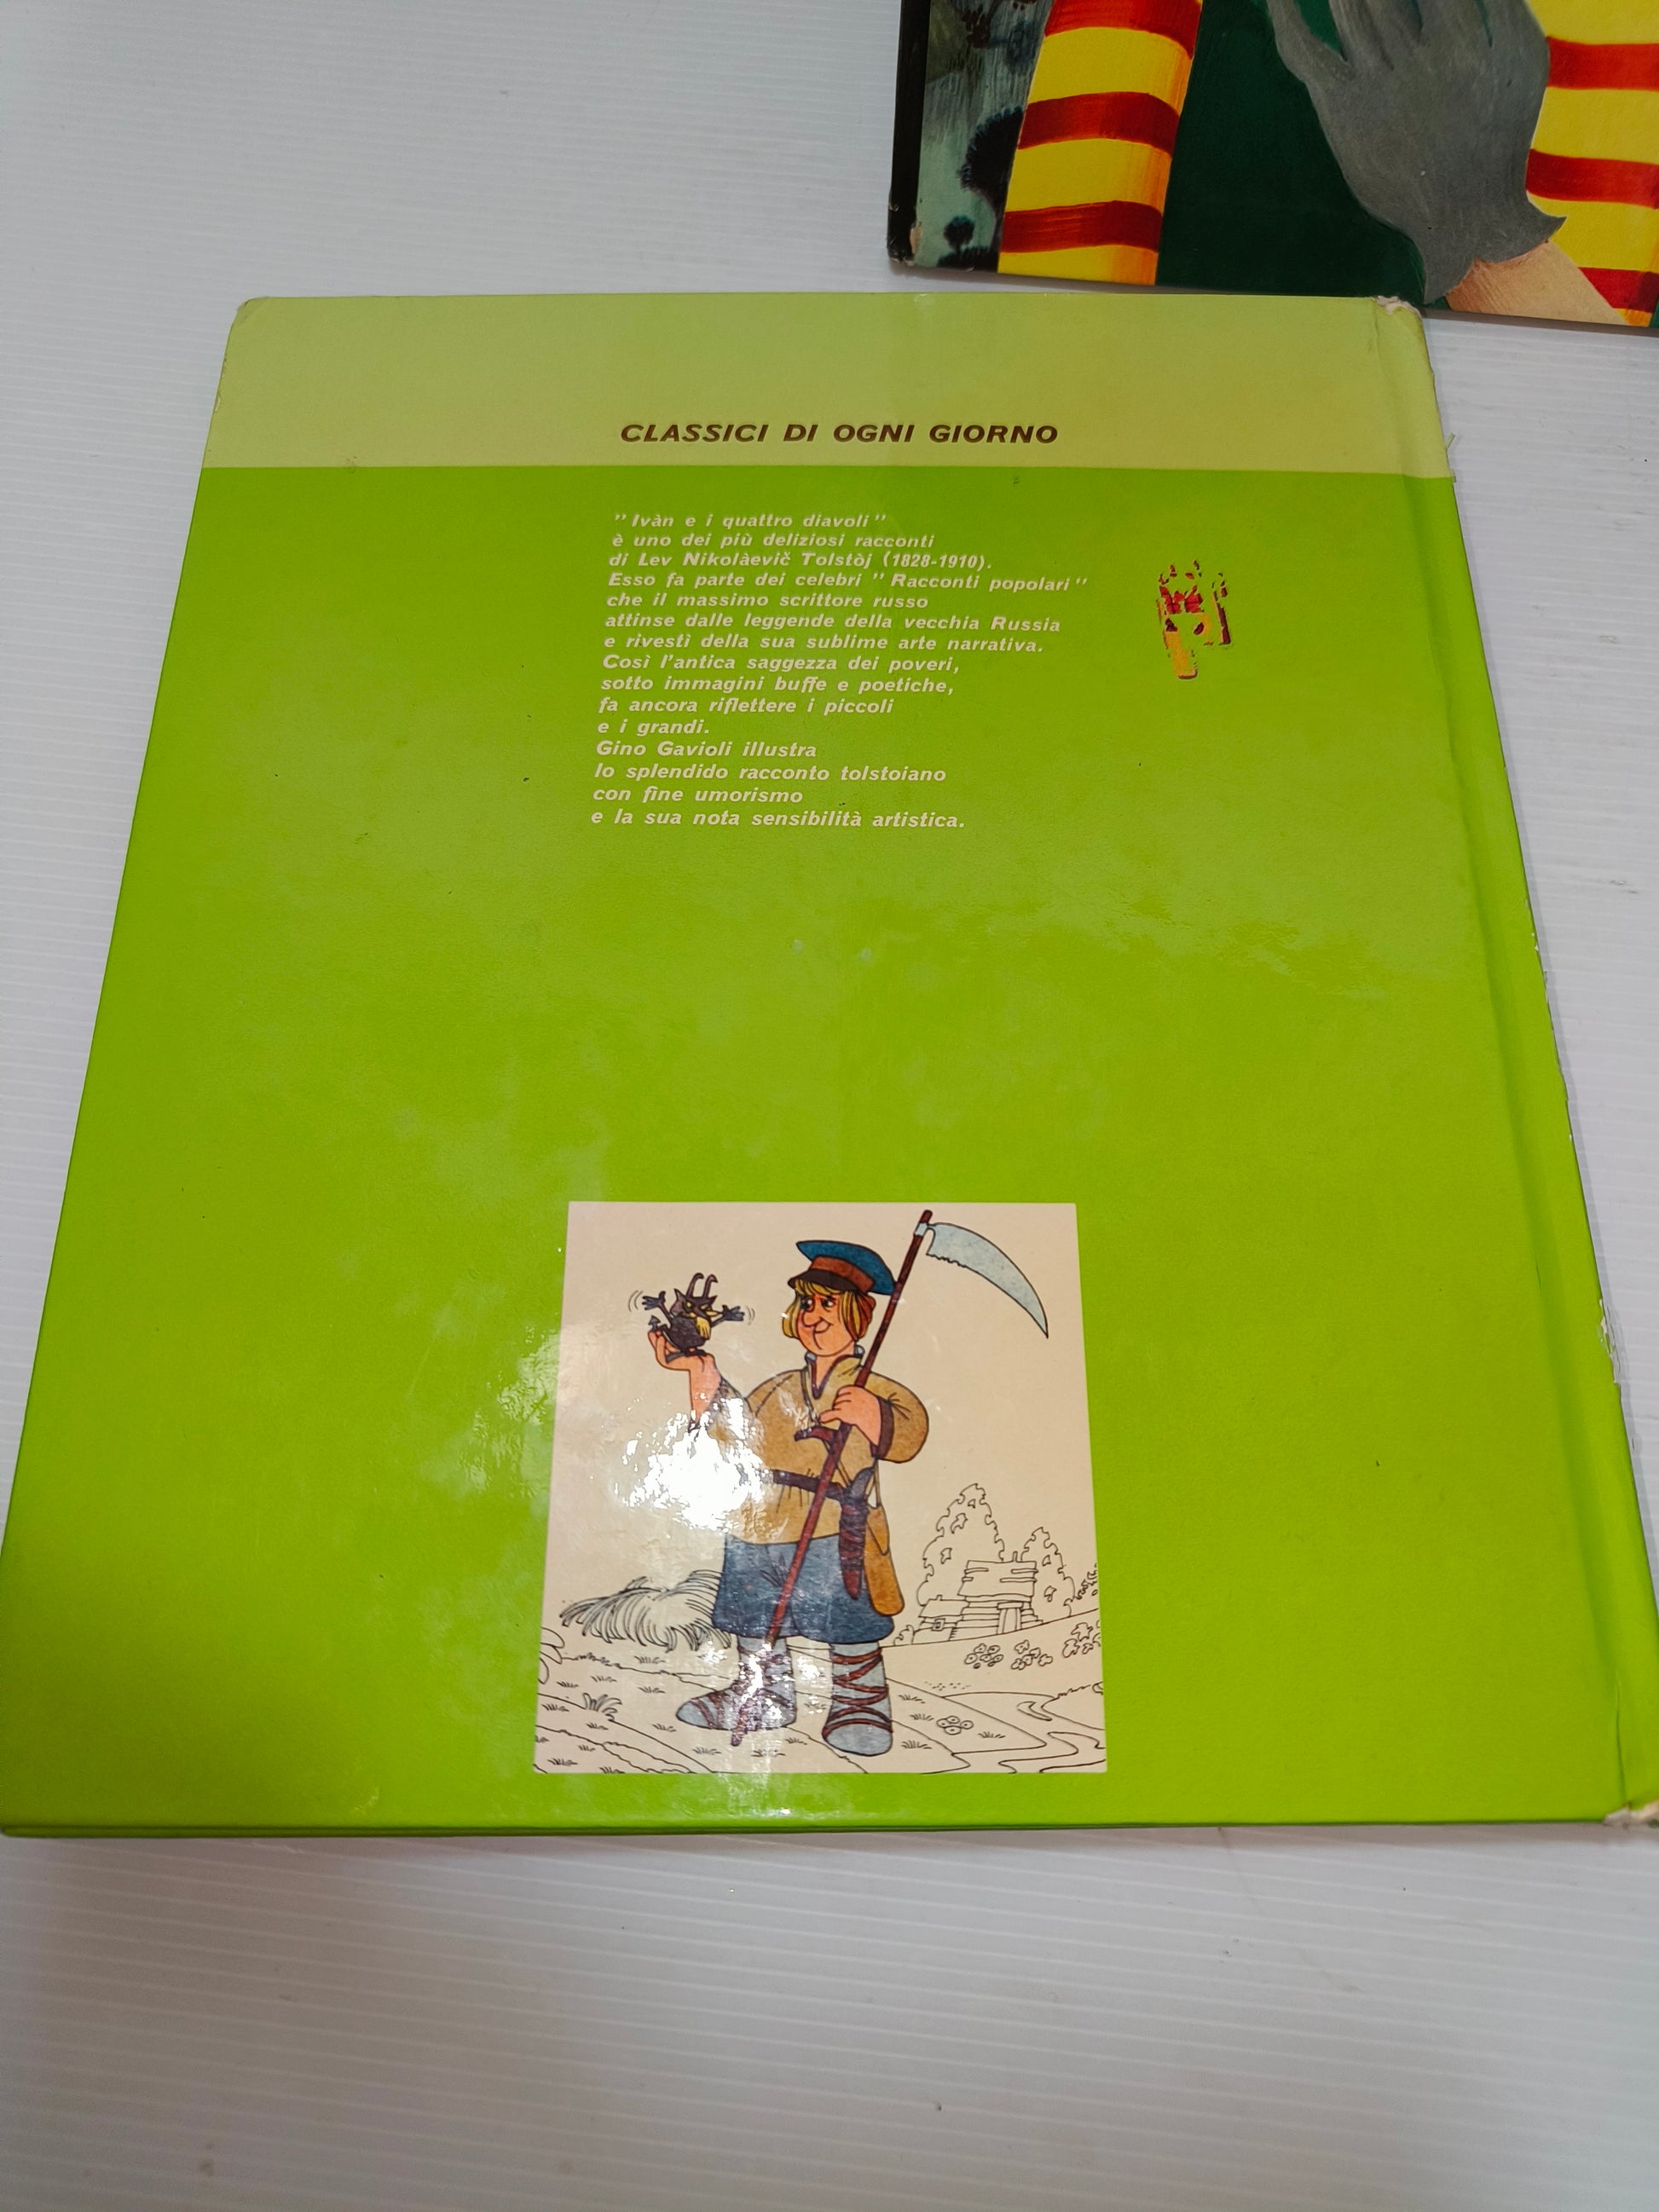 CLASSICI DI OGNI GIORNO
"Ivàn e i quattro diavoli"
è uno dei più deliziosi racconti
di Lev Nikolàevič Tolstòj (1828-1910).
Esso fa parte dei celebri "Racconti popolari"
che il massimo scrittore russo
attinse dalle leggende della vecchia Russia
e rivestì della sua sublime arte narrativa.
Così l'antica saggezza dei poveri,
sotto immagini buffe e poetiche,
fa ancora riflettere i piccoli
e i grandi.
Gino Gavioli illustra
lo splendido racconto tolstoiano
con fine umorismo
e la sua nota sensibilità artistica.